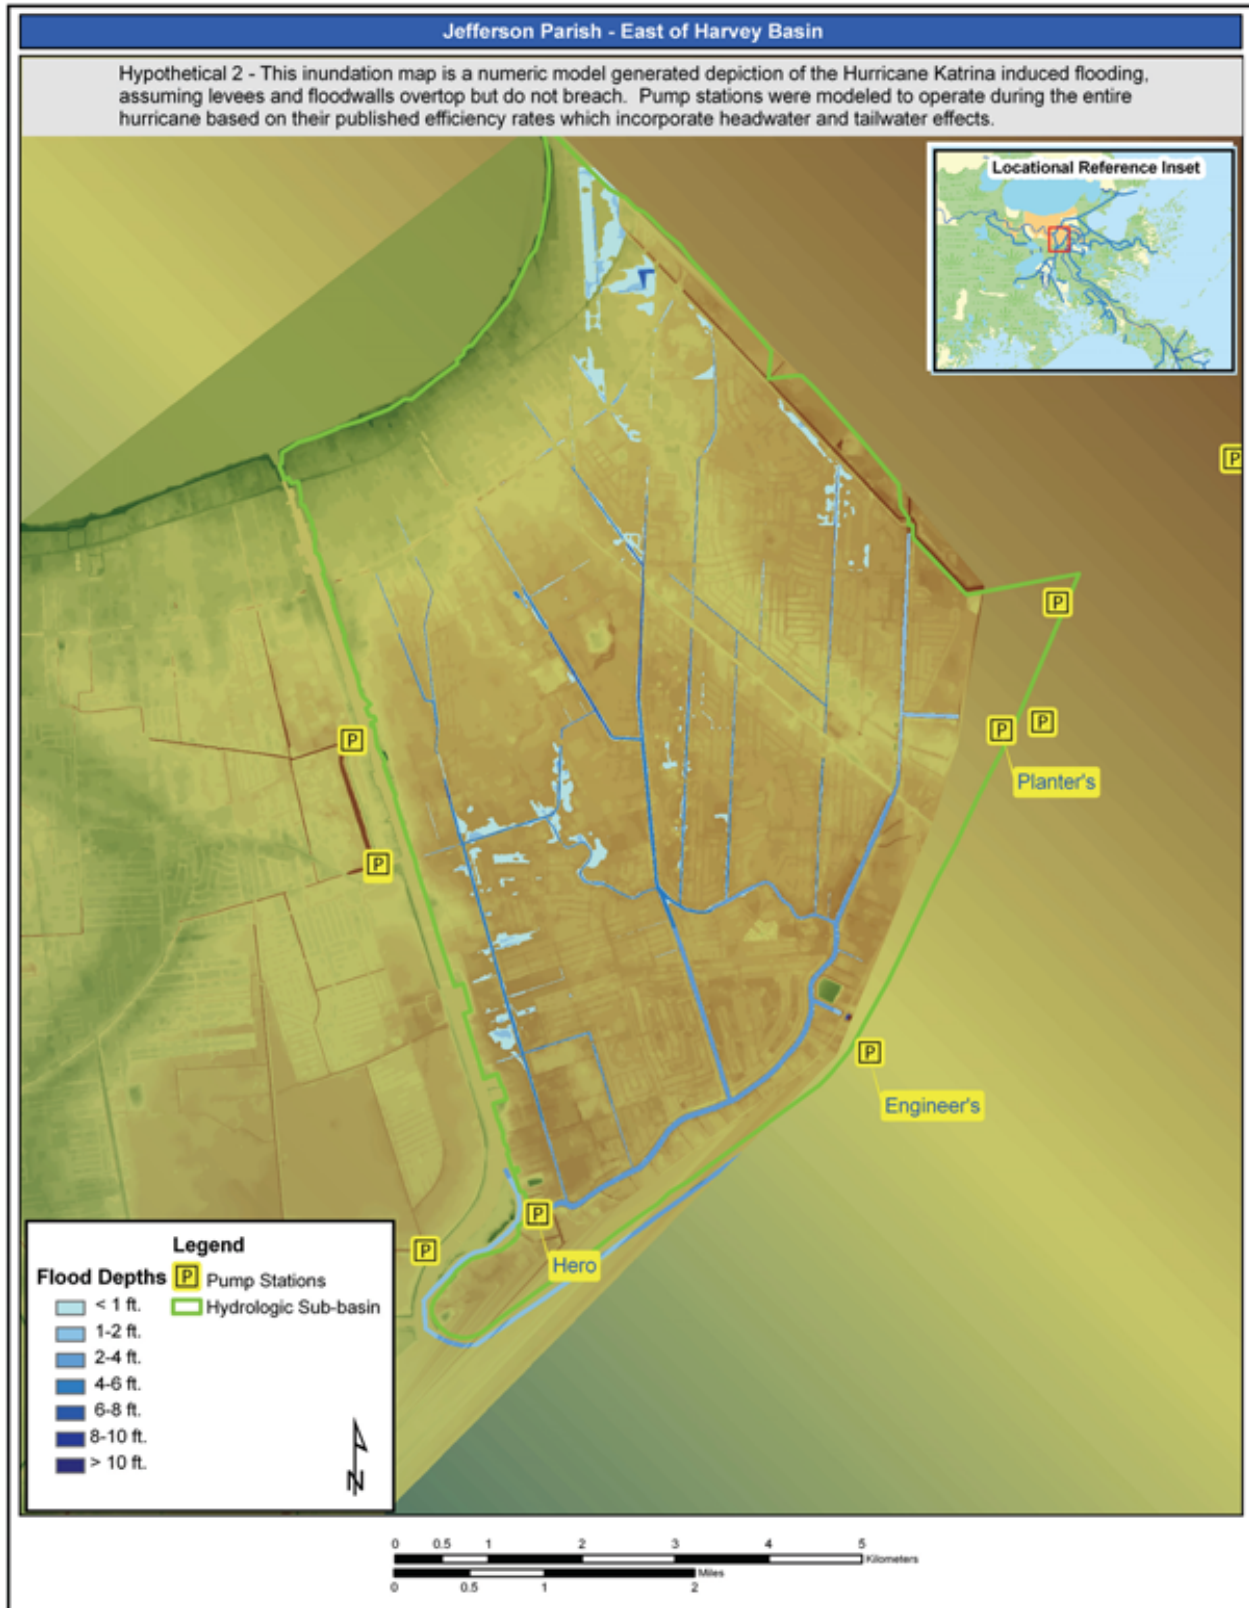 Jefferson Parish - East of Harvey Basin
Hypothetical 2 - This inundation map is a numeric model generated depiction of the Hurricane Katrina induced flooding,
assuming levees and floodwalls overtop but do not breach. Pump stations were modeled to operate during the entire
hurricane based on their published efficiency rates which incorporate headwater and tailwater effects.
Locational Reference Inset
P
P
P
P
P
Planter's
P
P
Engineer's
P
P
Hero
Legend
Flood Depths
P Pump Stations
Hydrologic Sub-basin
< 1 ft.
1-2 ft.
2-4 ft.
4-6 ft.
6-8 ft.
8-10 ft.
> 10 ft.
N
0 0.5 1 2 3 4 5
Kilometers
Miles
0 0.5 1 2